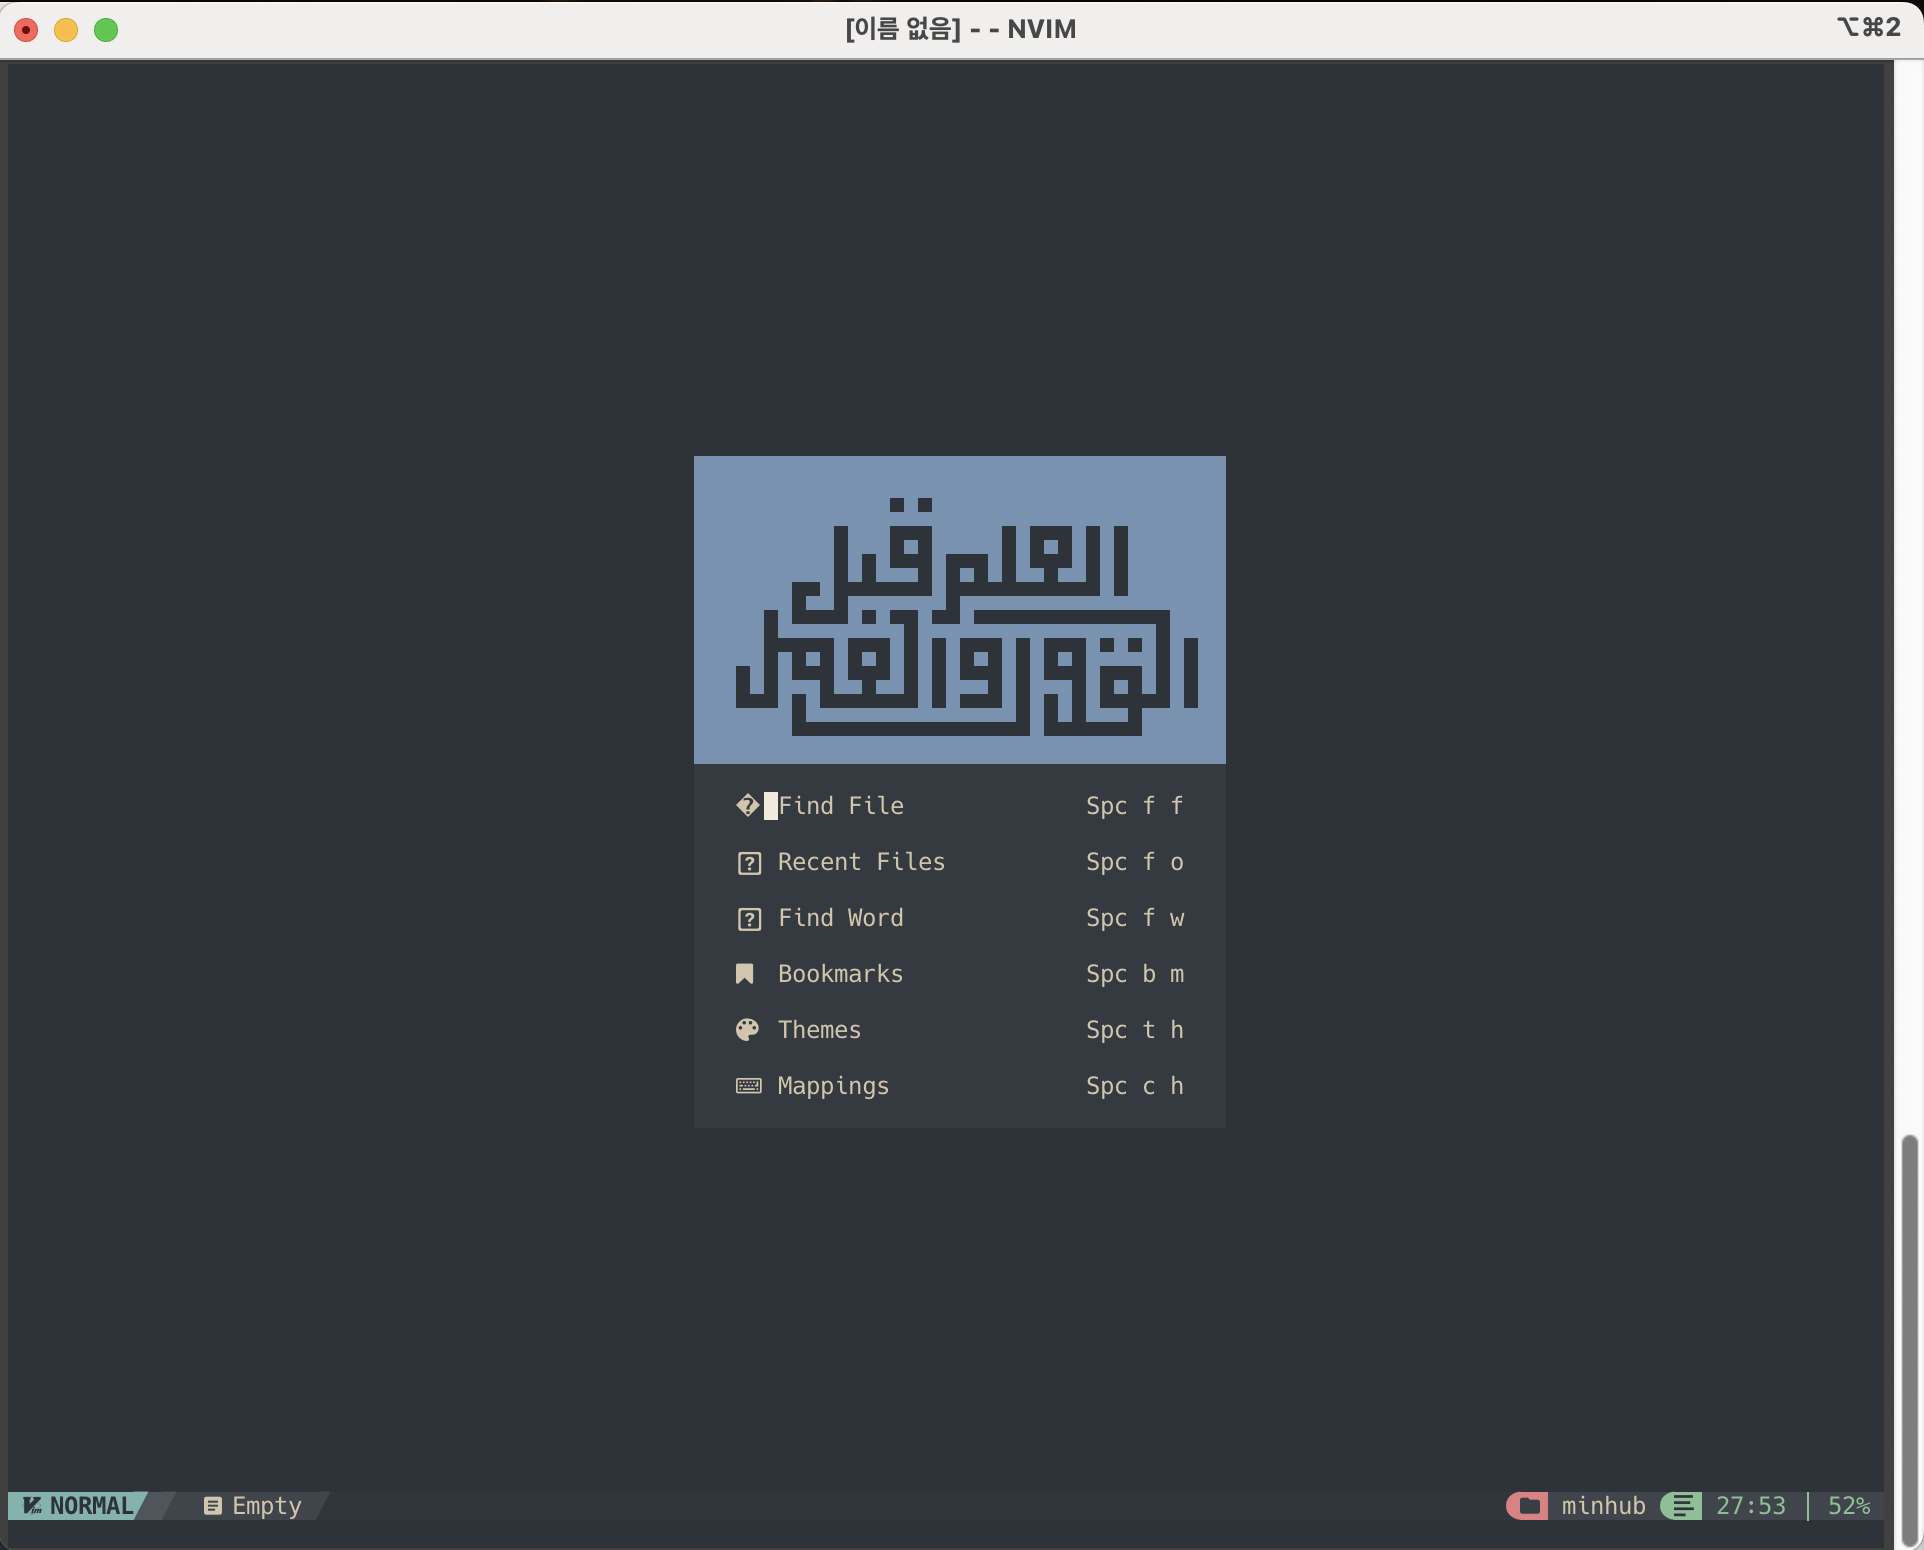 [이름 없음] - - NVIM
⌥⌘2
العلم قبل
القول والعمل
Find File Spc f f
Recent Files Spc f o
Find Word Spc f w
Bookmarks Spc b m
Themes Spc t h
Mappings Spc c h
NORMAL Empty minhub 27:53 52%